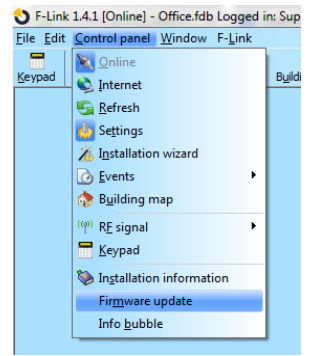 F-Link 1.4.1 [Online] - Office.fdb Logged in: Sup
File Edit Control panel Window F-Link
Keypad
Online
Internet
Refresh
Settings
Installation wizard
Events
Building map
RF signal
Keypad
Installation information
Firmware update
Info bubble
Buildi